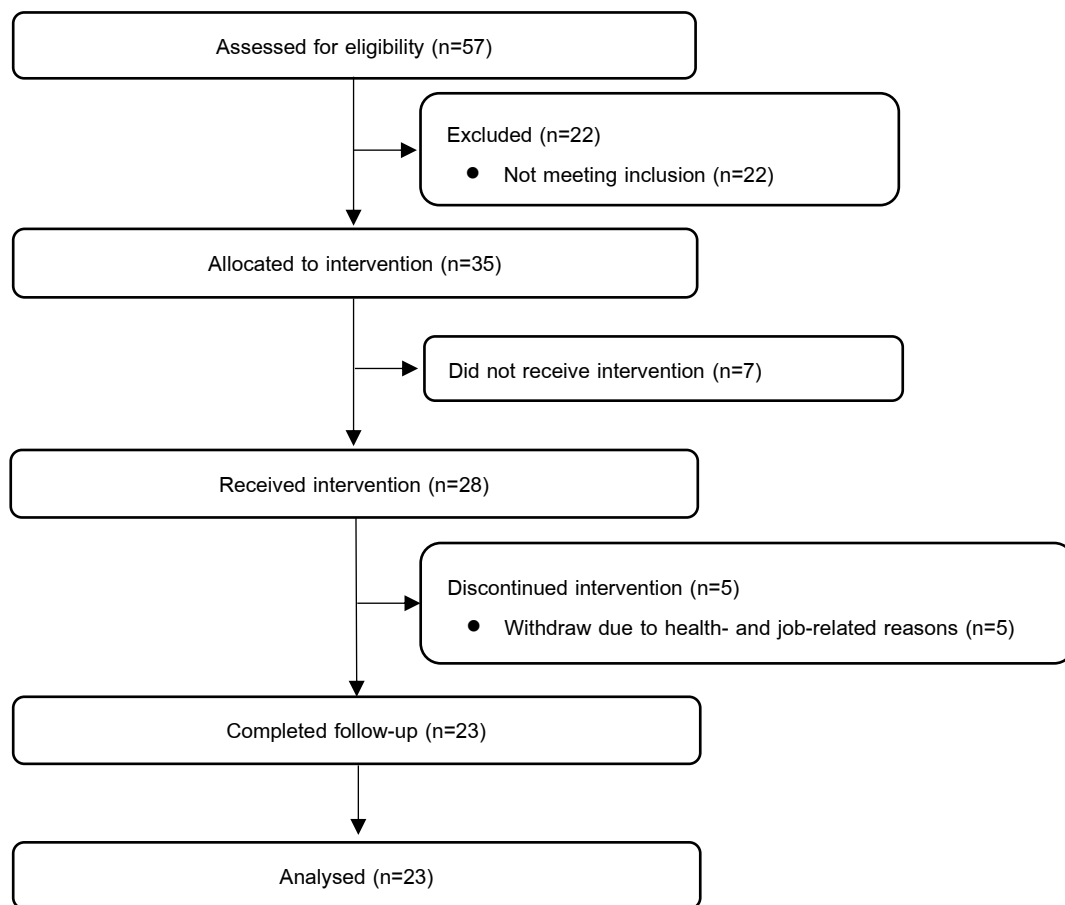 Assessed for eligibility (n=57)
Excluded (n=22)
● Not meeting inclusion (n=22)
Allocated to intervention (n=35)
Did not receive intervention (n=7)
Received intervention (n=28)
Discontinued intervention (n=5)
● Withdraw due to health- and job-related reasons (n=5)
Completed follow-up (n=23)
Analysed (n=23)